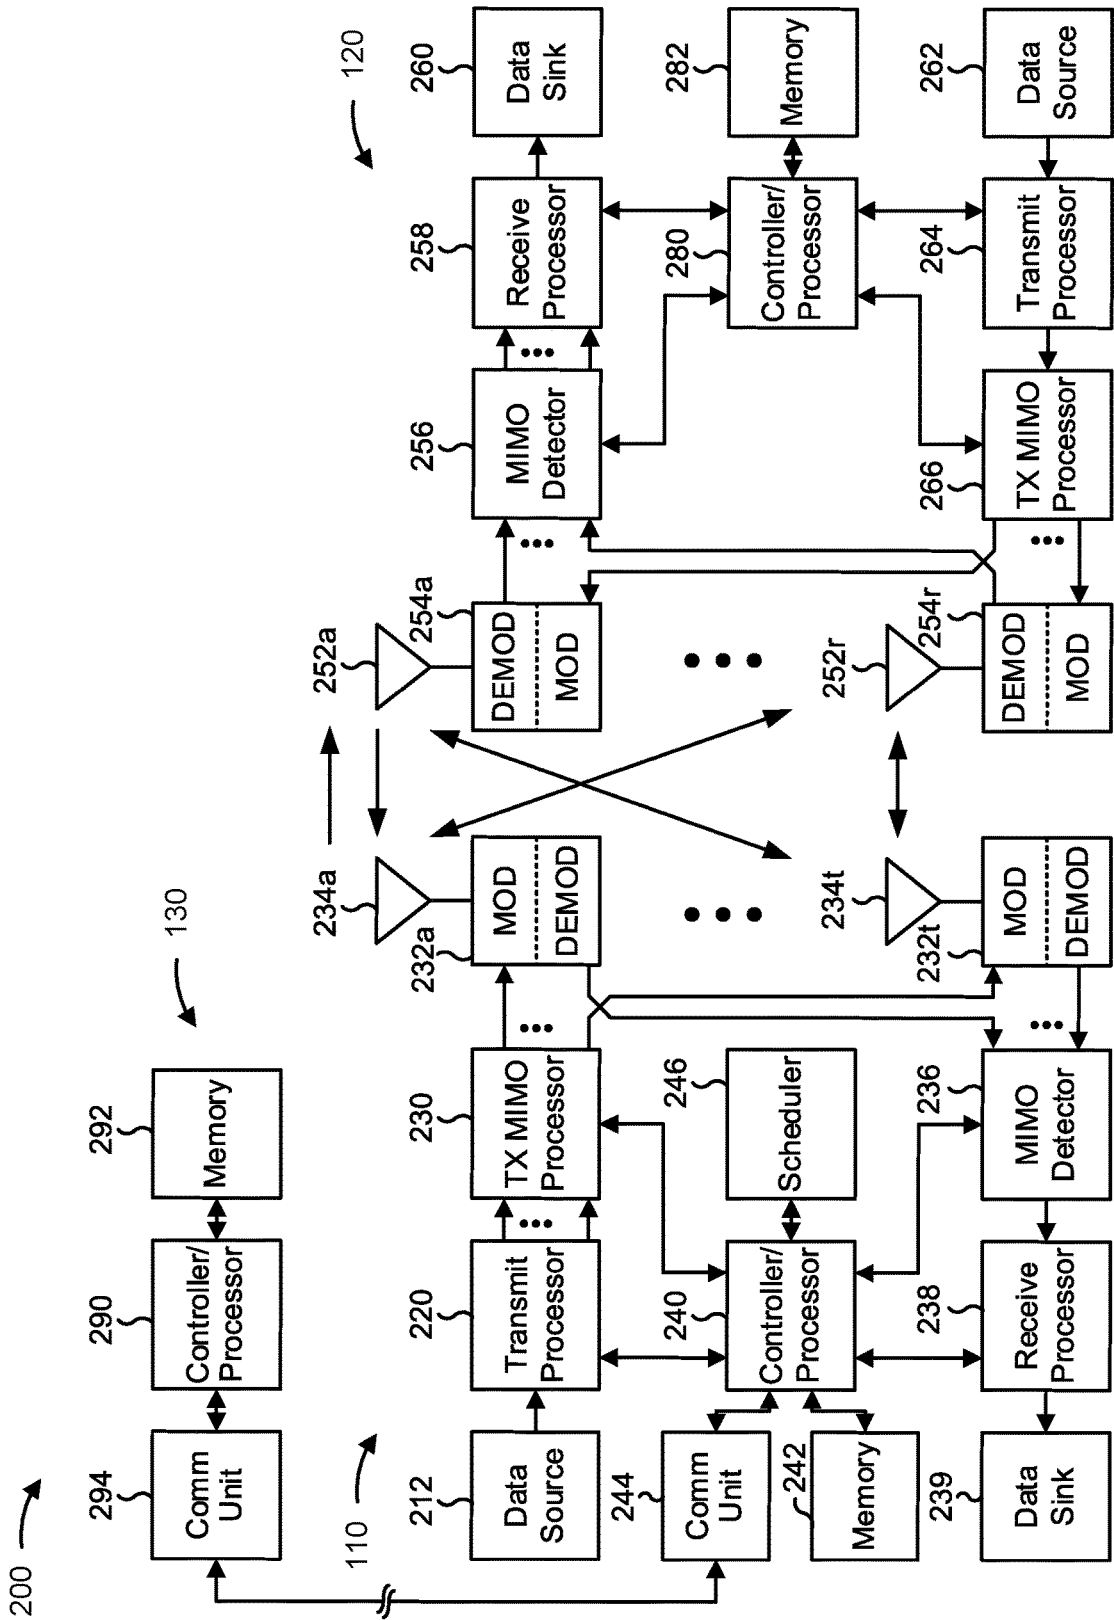 200
110
130
120
294
Comm
Unit
290
Controller/
Processor
292
Memory
212
Data
Source
220
Transmit
Processor
230
TX MIMO
Processor
232a
MOD
DEMOD
234a
252a
254a
DEMOD
MOD
256
MIMO
Detector
258
Receive
Processor
260
Data
Sink
244
Comm
Unit
242
Memory
240
Controller/
Processor
246
Scheduler
280
Controller/
Processor
282
Memory
239
Data
Sink
238
Receive
Processor
236
MIMO
Detector
232t
MOD
DEMOD
234t
252r
254r
DEMOD
MOD
266
TX MIMO
Processor
264
Transmit
Processor
262
Data
Source